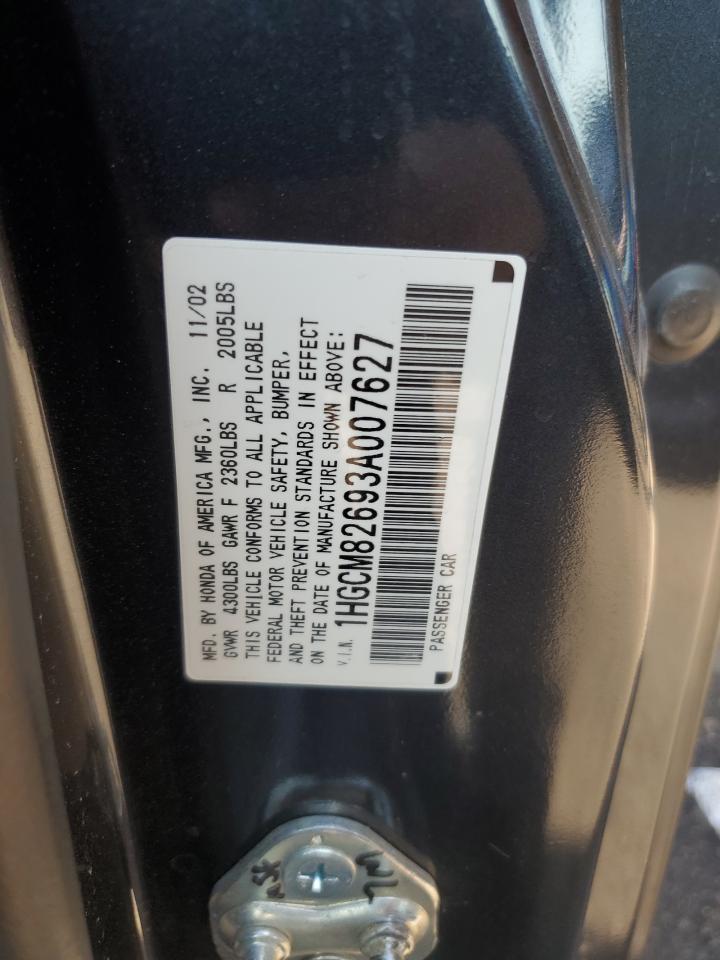 MFD. BY HONDA OF AMERICA MFG., INC. 11/02
GVWR 4300LBS GAWR F 2360LBS R 2005LBS
THIS VEHICLE CONFORMS TO ALL APPLICABLE
FEDERAL MOTOR VEHICLE SAFETY, BUMPER,
AND THEFT PREVENTION STANDARDS IN EFFECT
ON THE DATE OF MANUFACTURE SHOWN ABOVE:
V.I.N. 1HGCM82693A007627
PASSENGER CAR